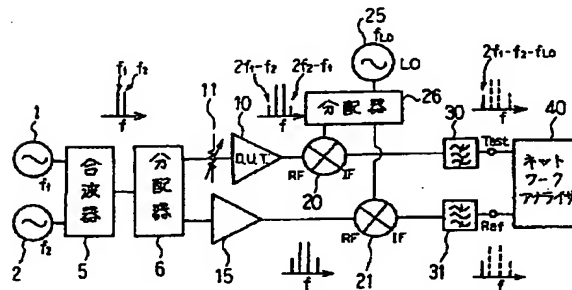 25
fLO
LO
2f1-f2
2f2-f1
2f1-f2-fLO
f1
f2
11
10
分配器
26
30
40
1
f
f
f
D.U.T.
RF
IF
Test
f1
合波器
分配器
20
ネットワークアナライザ
2
f2
RF
IF
Ref
5
6
15
21
31
f
f